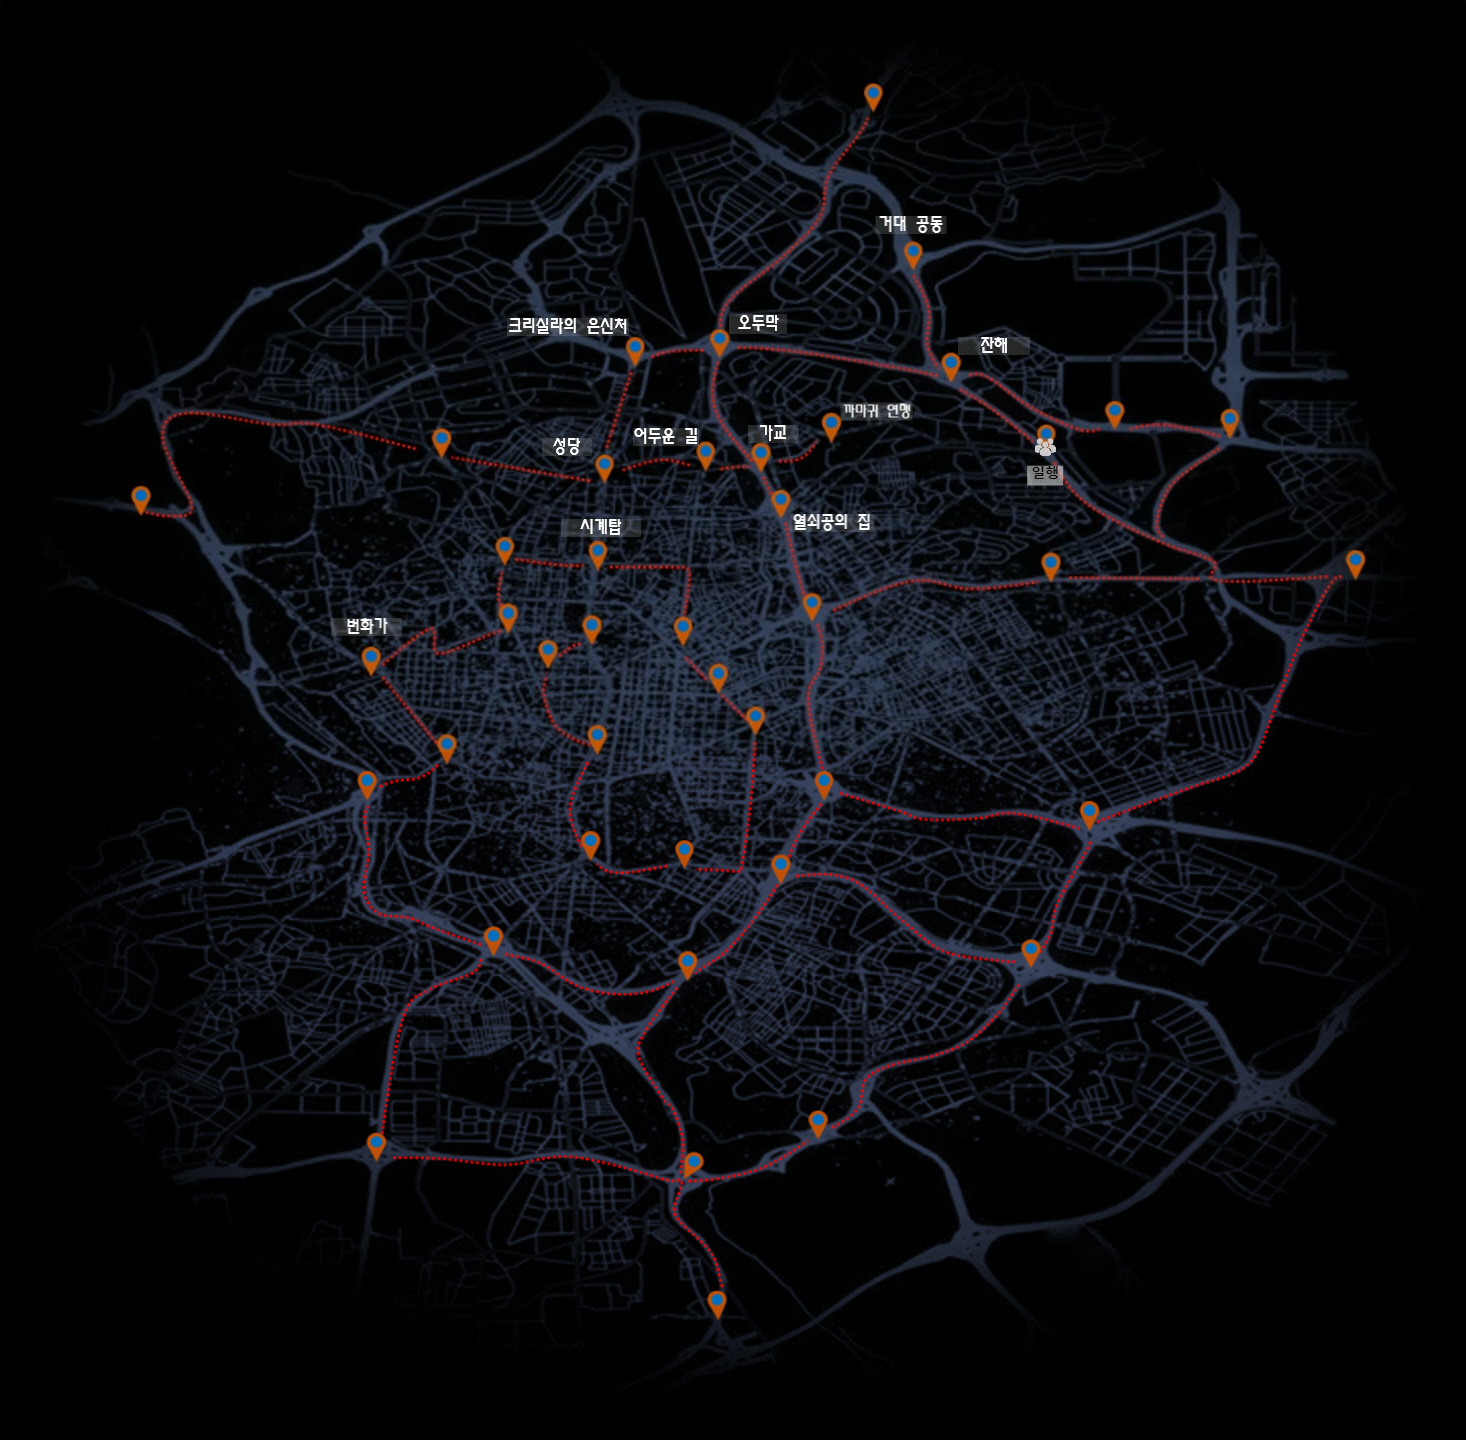 거대 공동
오두막
크리실라의 은신처
잔해
까마귀 연맹
어두운 길
가교
성당
일행
열쇠공의 집
시계탑
번화가